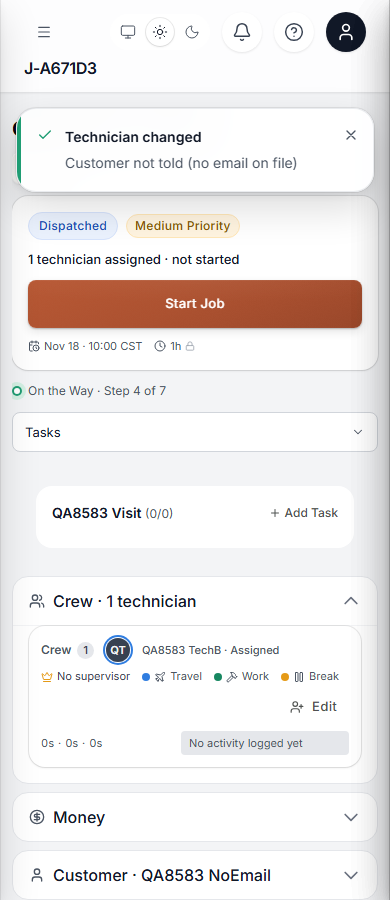 J-A671D3
Technician changed
Customer not told (no email on file)
Dispatched
Medium Priority
1 technician assigned · not started
Start Job
Nov 18 · 10:00 CST
1h
On the Way · Step 4 of 7
Tasks
QA8583 Visit (0/0)
+ Add Task
Crew · 1 technician
Crew 1 QT QA8583 TechB · Assigned
No supervisor Travel Work Break
Edit
0s · 0s · 0s
No activity logged yet
Money
Customer · QA8583 NoEmail